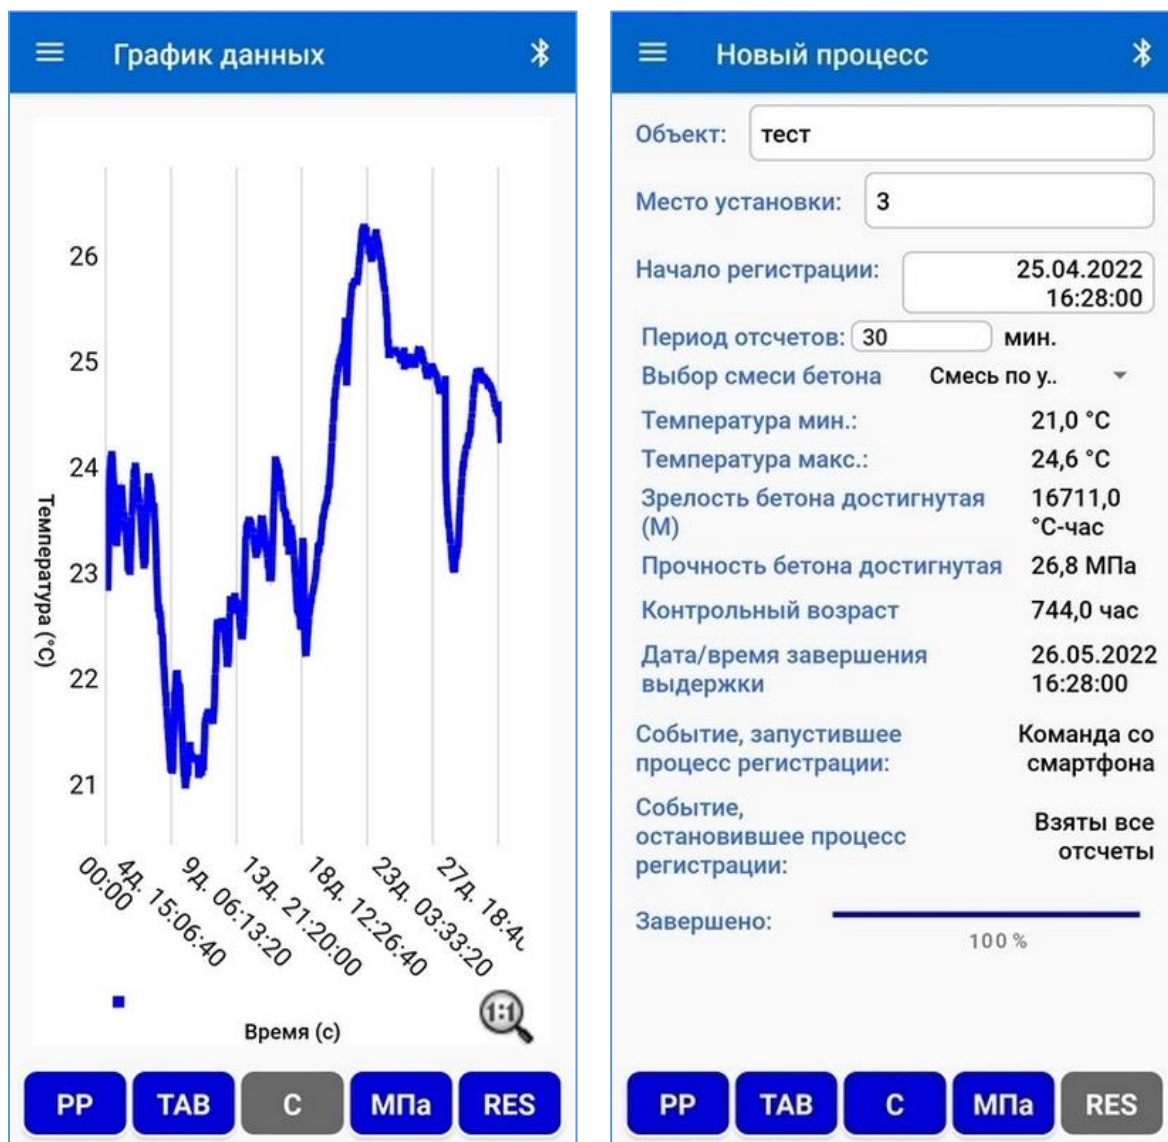 График данных
26
25
24
23
22
21
Температура (°C)
00:00
4д. 15:06:40
9д. 06:13:20
13д. 21:20:00
18д. 12:26:40
23д. 03:33:20
27д. 18:4
Время (с)
1:1
PP TAB C МПа RES
Новый процесс
Объект: тест
Место установки: 3
Начало регистрации: 25.04.2022
16:28:00
Период отсчетов: 30 мин.
Выбор смеси бетона Смесь по у..
Температура мин.: 21,0 °C
Температура макс.: 24,6 °C
Зрелость бетона достигнутая 16711,0
(М) °С-час
Прочность бетона достигнутая 26,8 МПа
Контрольный возраст 744,0 час
Дата/время завершения 26.05.2022
выдержки 16:28:00
Событие, запустившее Команда со
процесс регистрации: смартфона
Событие,
остановившее процесс Взяты все
регистрации: отсчеты
Завершено:
100 %
PP TAB C МПа RES